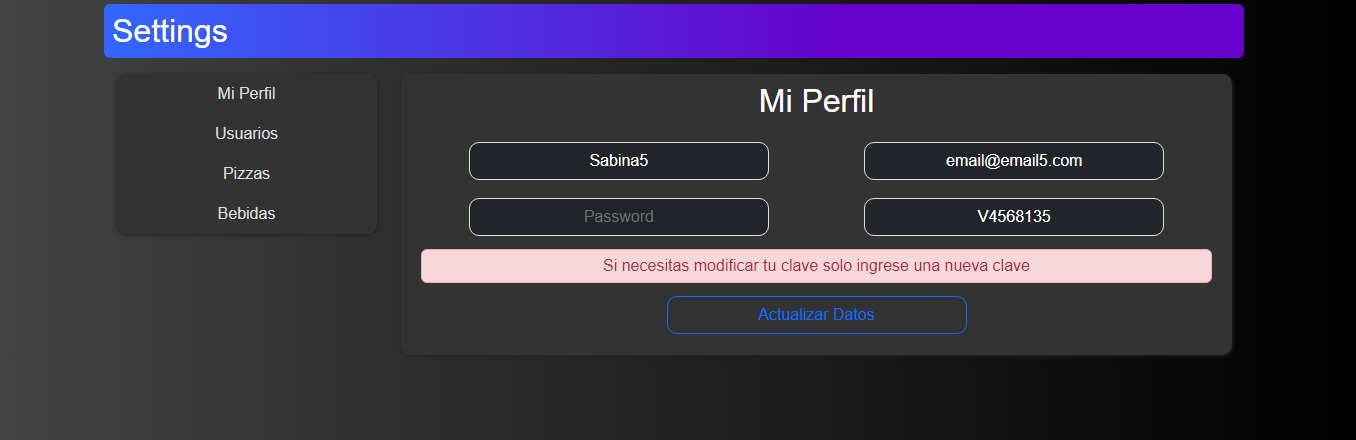 Settings
Mi Perfil
Usuarios
Pizzas
Bebidas
Mi Perfil
Sabina5
email@email5.com
Password
V4568135
Si necesitas modificar tu clave solo ingrese una nueva clave
Actualizar Datos